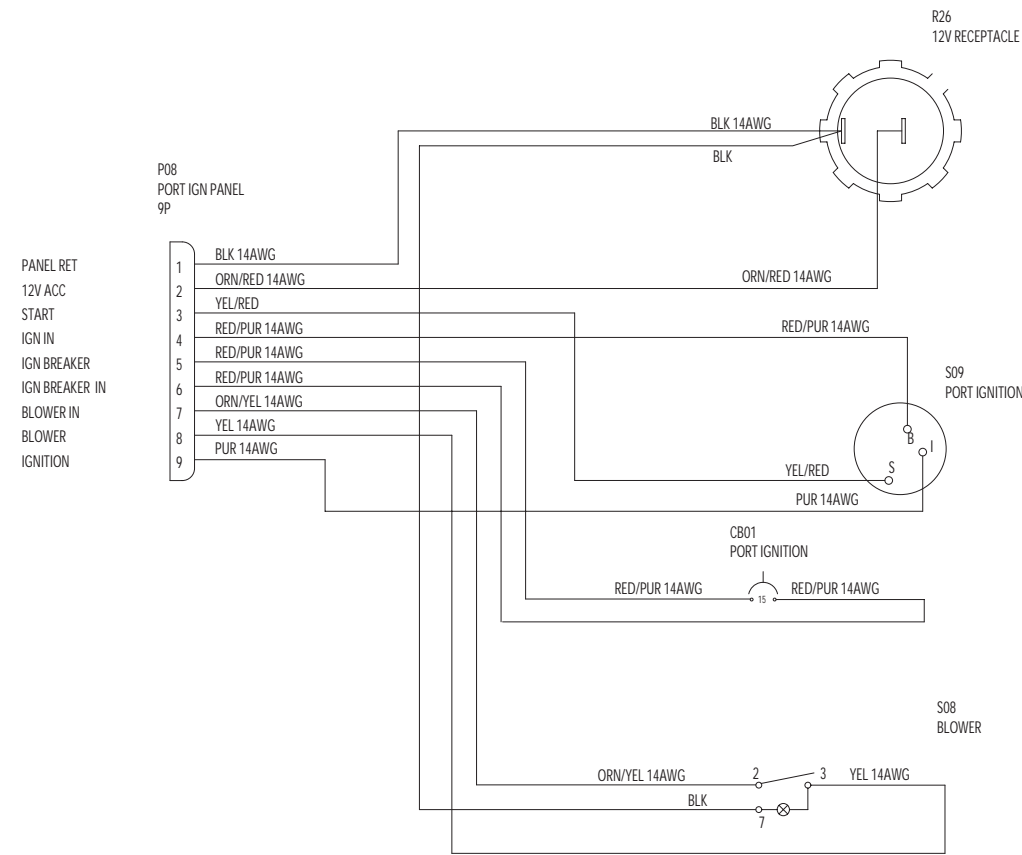 R26
12V RECEPTACLE
BLK 14AWG
BLK
P08
PORT IGN PANEL
9P
PANEL RET 1 BLK 14AWG
12V ACC 2 ORN/RED 14AWG ORN/RED 14AWG
START 3 YEL/RED
IGN IN 4 RED/PUR 14AWG RED/PUR 14AWG
IGN BREAKER 5 RED/PUR 14AWG
IGN BREAKER IN 6 RED/PUR 14AWG
BLOWER IN 7 ORN/YEL 14AWG
BLOWER 8 YEL 14AWG
IGNITION 9 PUR 14AWG
S09
PORT IGNITION
B
I
S
YEL/RED
PUR 14AWG
CB01
PORT IGNITION
RED/PUR 14AWG 15 RED/PUR 14AWG
S08
BLOWER
ORN/YEL 14AWG 2 3 YEL 14AWG
BLK
7